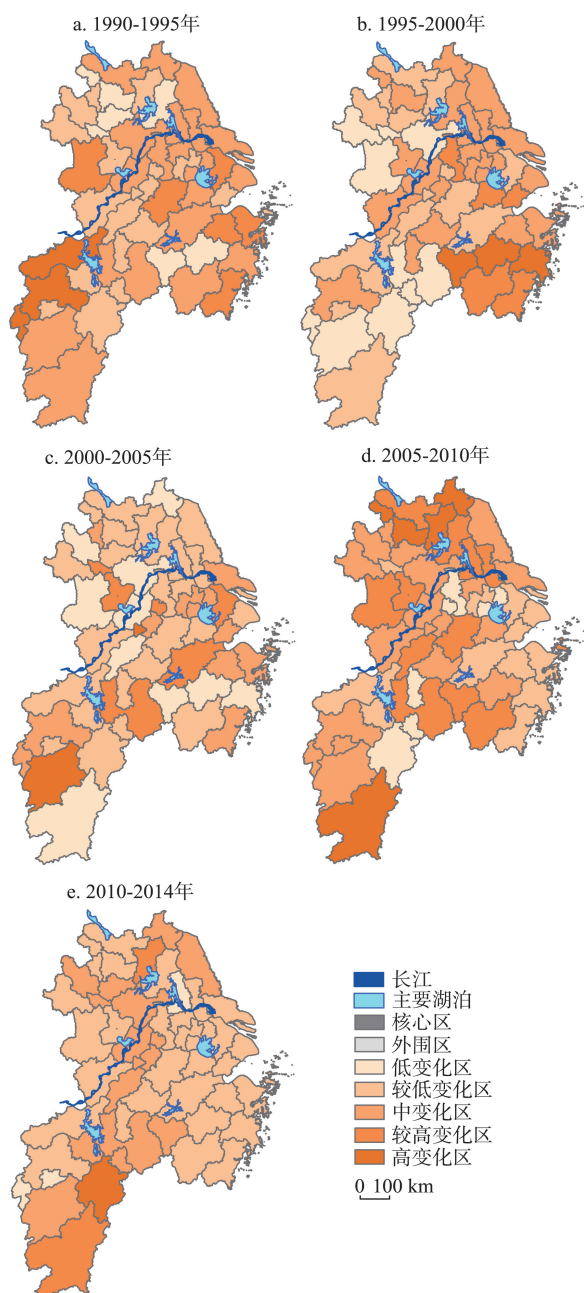 a. 1990-1995年
b. 1995-2000年
c. 2000-2005年
d. 2005-2010年
e. 2010-2014年
长江
主要湖泊
核心区
外围区
低变化区
较低变化区
中变化区
较高变化区
高变化区
0 100 km